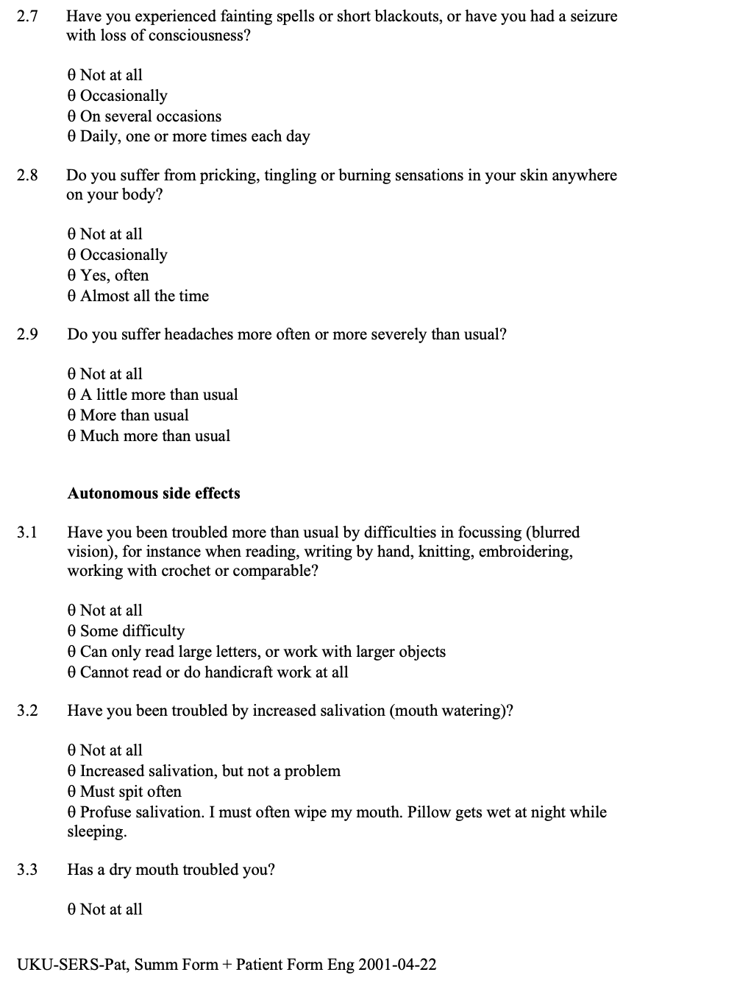 2.7 Have you experienced fainting spells or short blackouts, or have you had a seizure
with loss of consciousness?
θ Not at all
θ Occasionally
θ On several occasions
θ Daily, one or more times each day
2.8 Do you suffer from pricking, tingling or burning sensations in your skin anywhere
on your body?
θ Not at all
θ Occasionally
θ Yes, often
θ Almost all the time
2.9 Do you suffer headaches more often or more severely than usual?
θ Not at all
θ A little more than usual
θ More than usual
θ Much more than usual
Autonomous side effects
3.1 Have you been troubled more than usual by difficulties in focussing (blurred
vision), for instance when reading, writing by hand, knitting, embroidering,
working with crochet or comparable?
θ Not at all
θ Some difficulty
θ Can only read large letters, or work with larger objects
θ Cannot read or do handicraft work at all
3.2 Have you been troubled by increased salivation (mouth watering)?
θ Not at all
θ Increased salivation, but not a problem
θ Must spit often
θ Profuse salivation. I must often wipe my mouth. Pillow gets wet at night while
sleeping.
3.3 Has a dry mouth troubled you?
θ Not at all
UKU-SERS-Pat, Summ Form + Patient Form Eng 2001-04-22